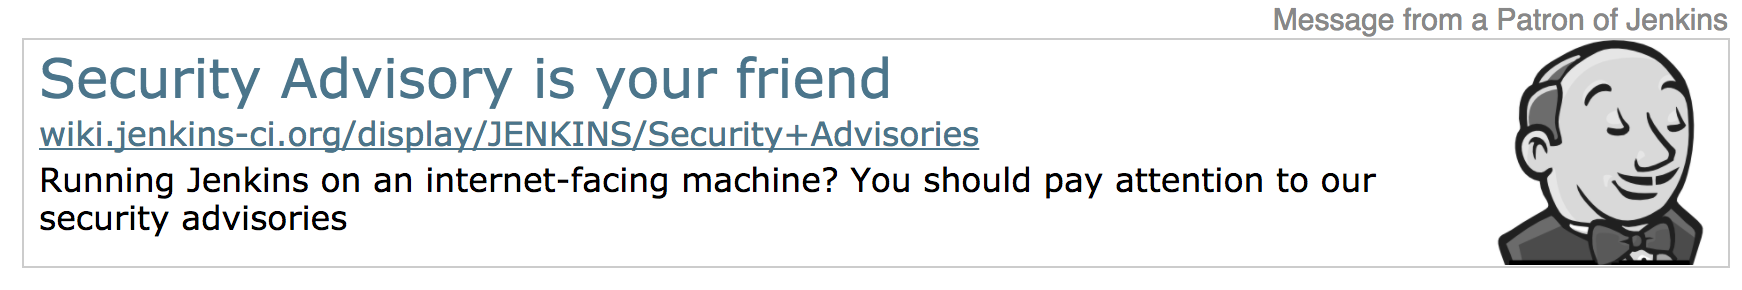 Message from a Patron of Jenkins
Security Advisory is your friend
wiki.jenkins-ci.org/display/JENKINS/Security+Advisories
Running Jenkins on an internet-facing machine? You should pay attention to our
security advisories